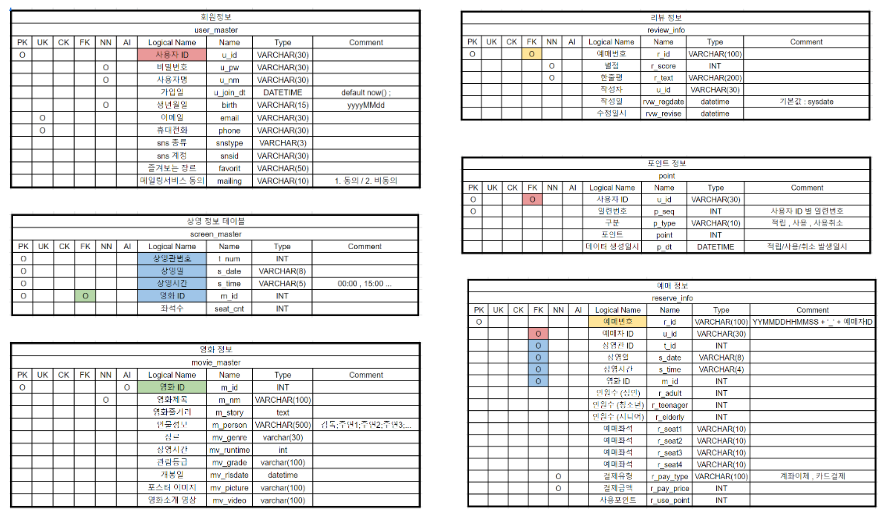 회원정보
user_master
PK UK CK FK NN AI Logical Name Name Type Comment
O 사용자 ID u_id VARCHAR(30)
O 비밀번호 u_pw VARCHAR(30)
O 사용자명 u_nm VARCHAR(30)
가입일 u_join_dt DATETIME default now() ;
O 생년월일 birth VARCHAR(15) yyyyMMdd
O 이메일 email VARCHAR(30)
O 휴대전화 phone VARCHAR(30)
sns 종류 snstype VARCHAR(3)
sns 계정 snsid VARCHAR(30)
즐겨보는 장르 favorit VARCHAR(50)
메일링서비스 동의 mailing VARCHAR(10) 1. 동의 / 2. 비동의
상영 정보 테이블
screen_master
PK UK CK FK NN AI Logical Name Name Type Comment
O 상영관번호 t_num INT
O 상영일 s_date VARCHAR(8)
O 상영시간 s_time VARCHAR(5) 00:00 , 15:00 ...
O O 영화 ID m_id INT
좌석수 seat_cnt INT
영화 정보
movie_master
PK UK CK FK NN AI Logical Name Name Type Comment
O O 영화 ID m_id INT
O 영화제목 m_nm VARCHAR(100)
영화줄거리 m_story text
인물정보 m_person VARCHAR(500) 감독;주연1;주연2;주연3;...
장르 mv_genre varchar(30)
상영시간 mv_runtime int
관람등급 mv_grade varchar(100)
개봉일 mv_rlsdate datetime
포스터 이미지 mv_picture varchar(100)
영화소개 영상 mv_video varchar(100)
리뷰 정보
review_info
PK UK CK FK NN AI Logical Name Name Type Comment
O O 예매번호 r_id VARCHAR(100)
O 별점 r_score INT
O 한줄평 r_text VARCHAR(200)
작성자 u_id VARCHAR(30)
작성일 rvw_regdate datetime 기본값 : sysdate
수정일시 rvw_revise datetime
포인트 정보
point
PK UK CK FK NN AI Logical Name Name Type Comment
O O 사용자 ID u_id VARCHAR(30)
O 일련번호 p_seq INT 사용자 ID 별 일련번호
구분 p_type VARCHAR(10) 적립 , 사용 , 사용취소
포인트 point INT
데이터 생성일시 p_dt DATETIME 적립/사용/취소 발생일시
예매 정보
reserve_info
PK UK CK FK NN AI Logical Name Name Type Comment
O 예매번호 r_id VARCHAR(100) YYMMDDHHMMSS + '_' + 예매자ID
O 예매자 ID u_id VARCHAR(30)
O 상영관 ID t_id INT
O 상영일 s_date VARCHAR(8)
O 상영시간 s_time VARCHAR(4)
O 영화 ID m_id INT
인원수 (성인) r_adult INT
인원수 (청소년) r_teenager INT
인원수 (시니어) r_elderly INT
예매좌석 r_seat1 VARCHAR(10)
예매좌석 r_seat2 VARCHAR(10)
예매좌석 r_seat3 VARCHAR(10)
예매좌석 r_seat4 VARCHAR(10)
O 결제유형 r_pay_type VARCHAR(100) 계좌이체 , 카드결제
O 결제금액 r_pay_price INT
사용포인트 r_use_point INT